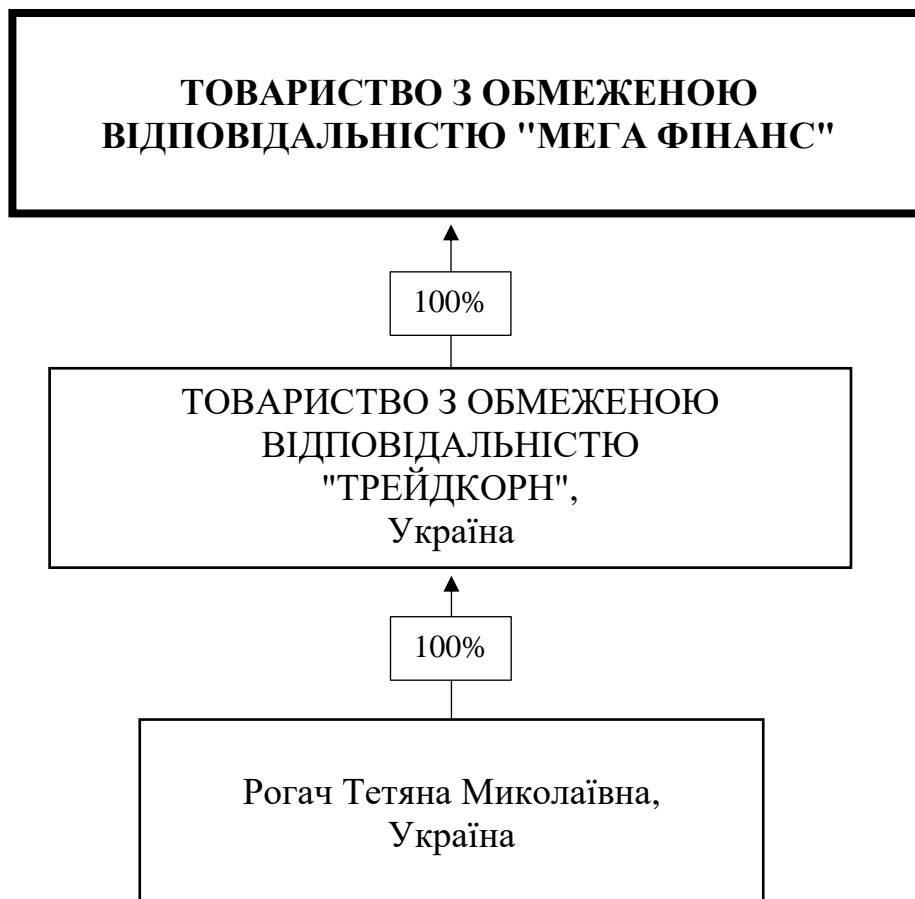 ТОВАРИСТВО З ОБМЕЖЕНОЮ
ВІДПОВІДАЛЬНІСТЮ "МЕГА ФІНАНС"
100%
ТОВАРИСТВО З ОБМЕЖЕНОЮ
ВІДПОВІДАЛЬНІСТЮ
"ТРЕЙДКОРН",
Україна
100%
Рогач Тетяна Миколаївна,
Україна